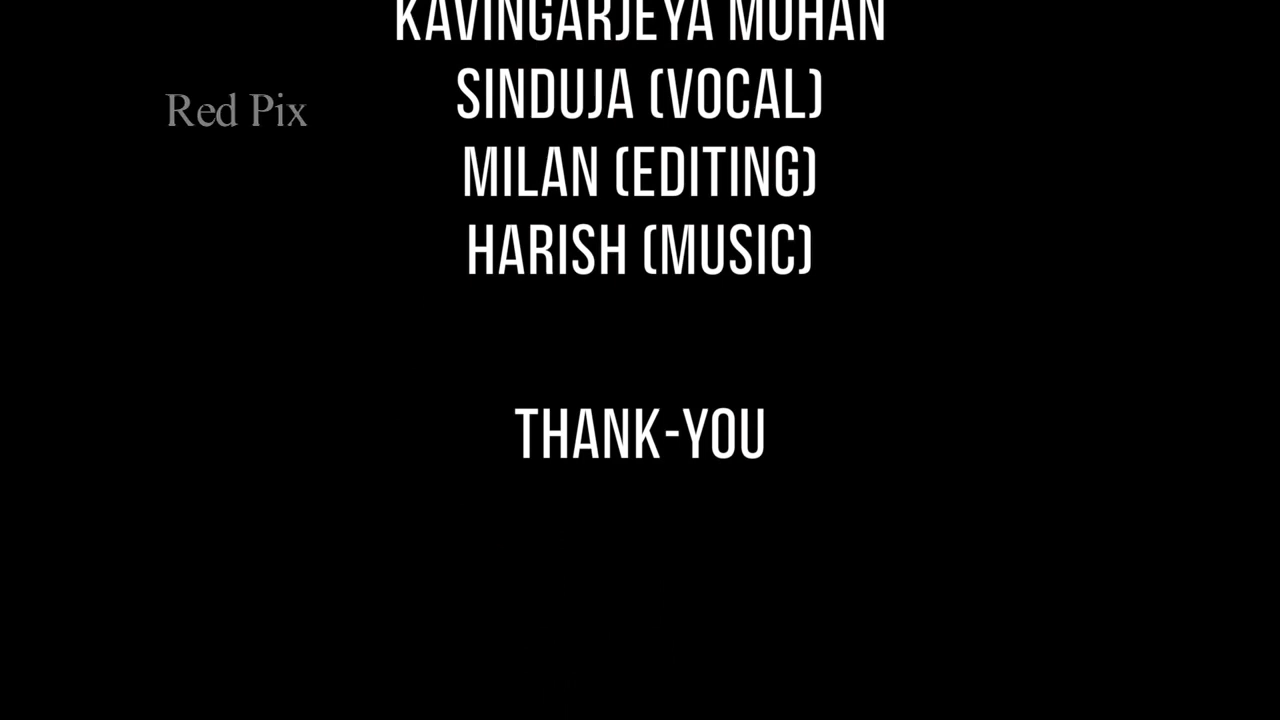 KAVINGARJEYA MOHAN
Red Pix
SINDUJA (VOCAL)
MILAN (EDITING)
HARISH (MUSIC)
THANK-YOU